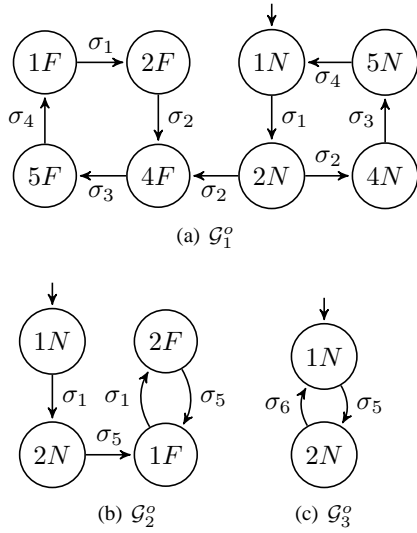 1F σ₁ 2F 1N 5N
σ₄
σ₄ σ₂ σ₁ σ₃
σ₂
5F σ₃ 4F σ₂ 2N 4N
(a) 𝒢₁ᵒ
1N 2F 1N
σ₁ σ₁ σ₅ σ₆ σ₅
2N σ₅ 1F 2N
(b) 𝒢₂ᵒ (c) 𝒢₃ᵒ